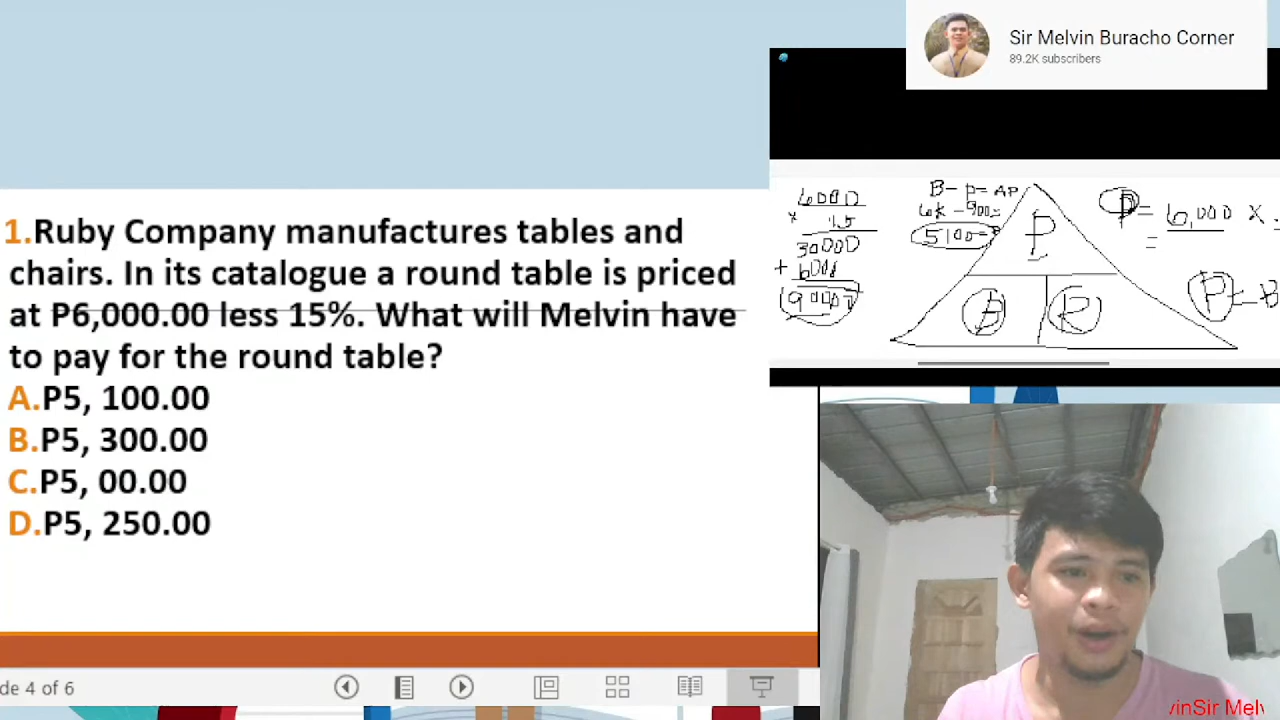 Sir Melvin Buracho Corner
89.2K subscribers
1.Ruby Company manufactures tables and
chairs. In its catalogue a round table is priced
at P6,000.00 less 15%. What will Melvin have
to pay for the round table?
A.P5, 100.00
B.P5, 300.00
C.P5, 00.00
D.P5, 250.00
6000
x 15
30000
+ 6000
90000
B- P= AP
6k - 900=
5100
P
B R
P = 6,000 x
=
P = B
de 4 of 6
vinSir Melv